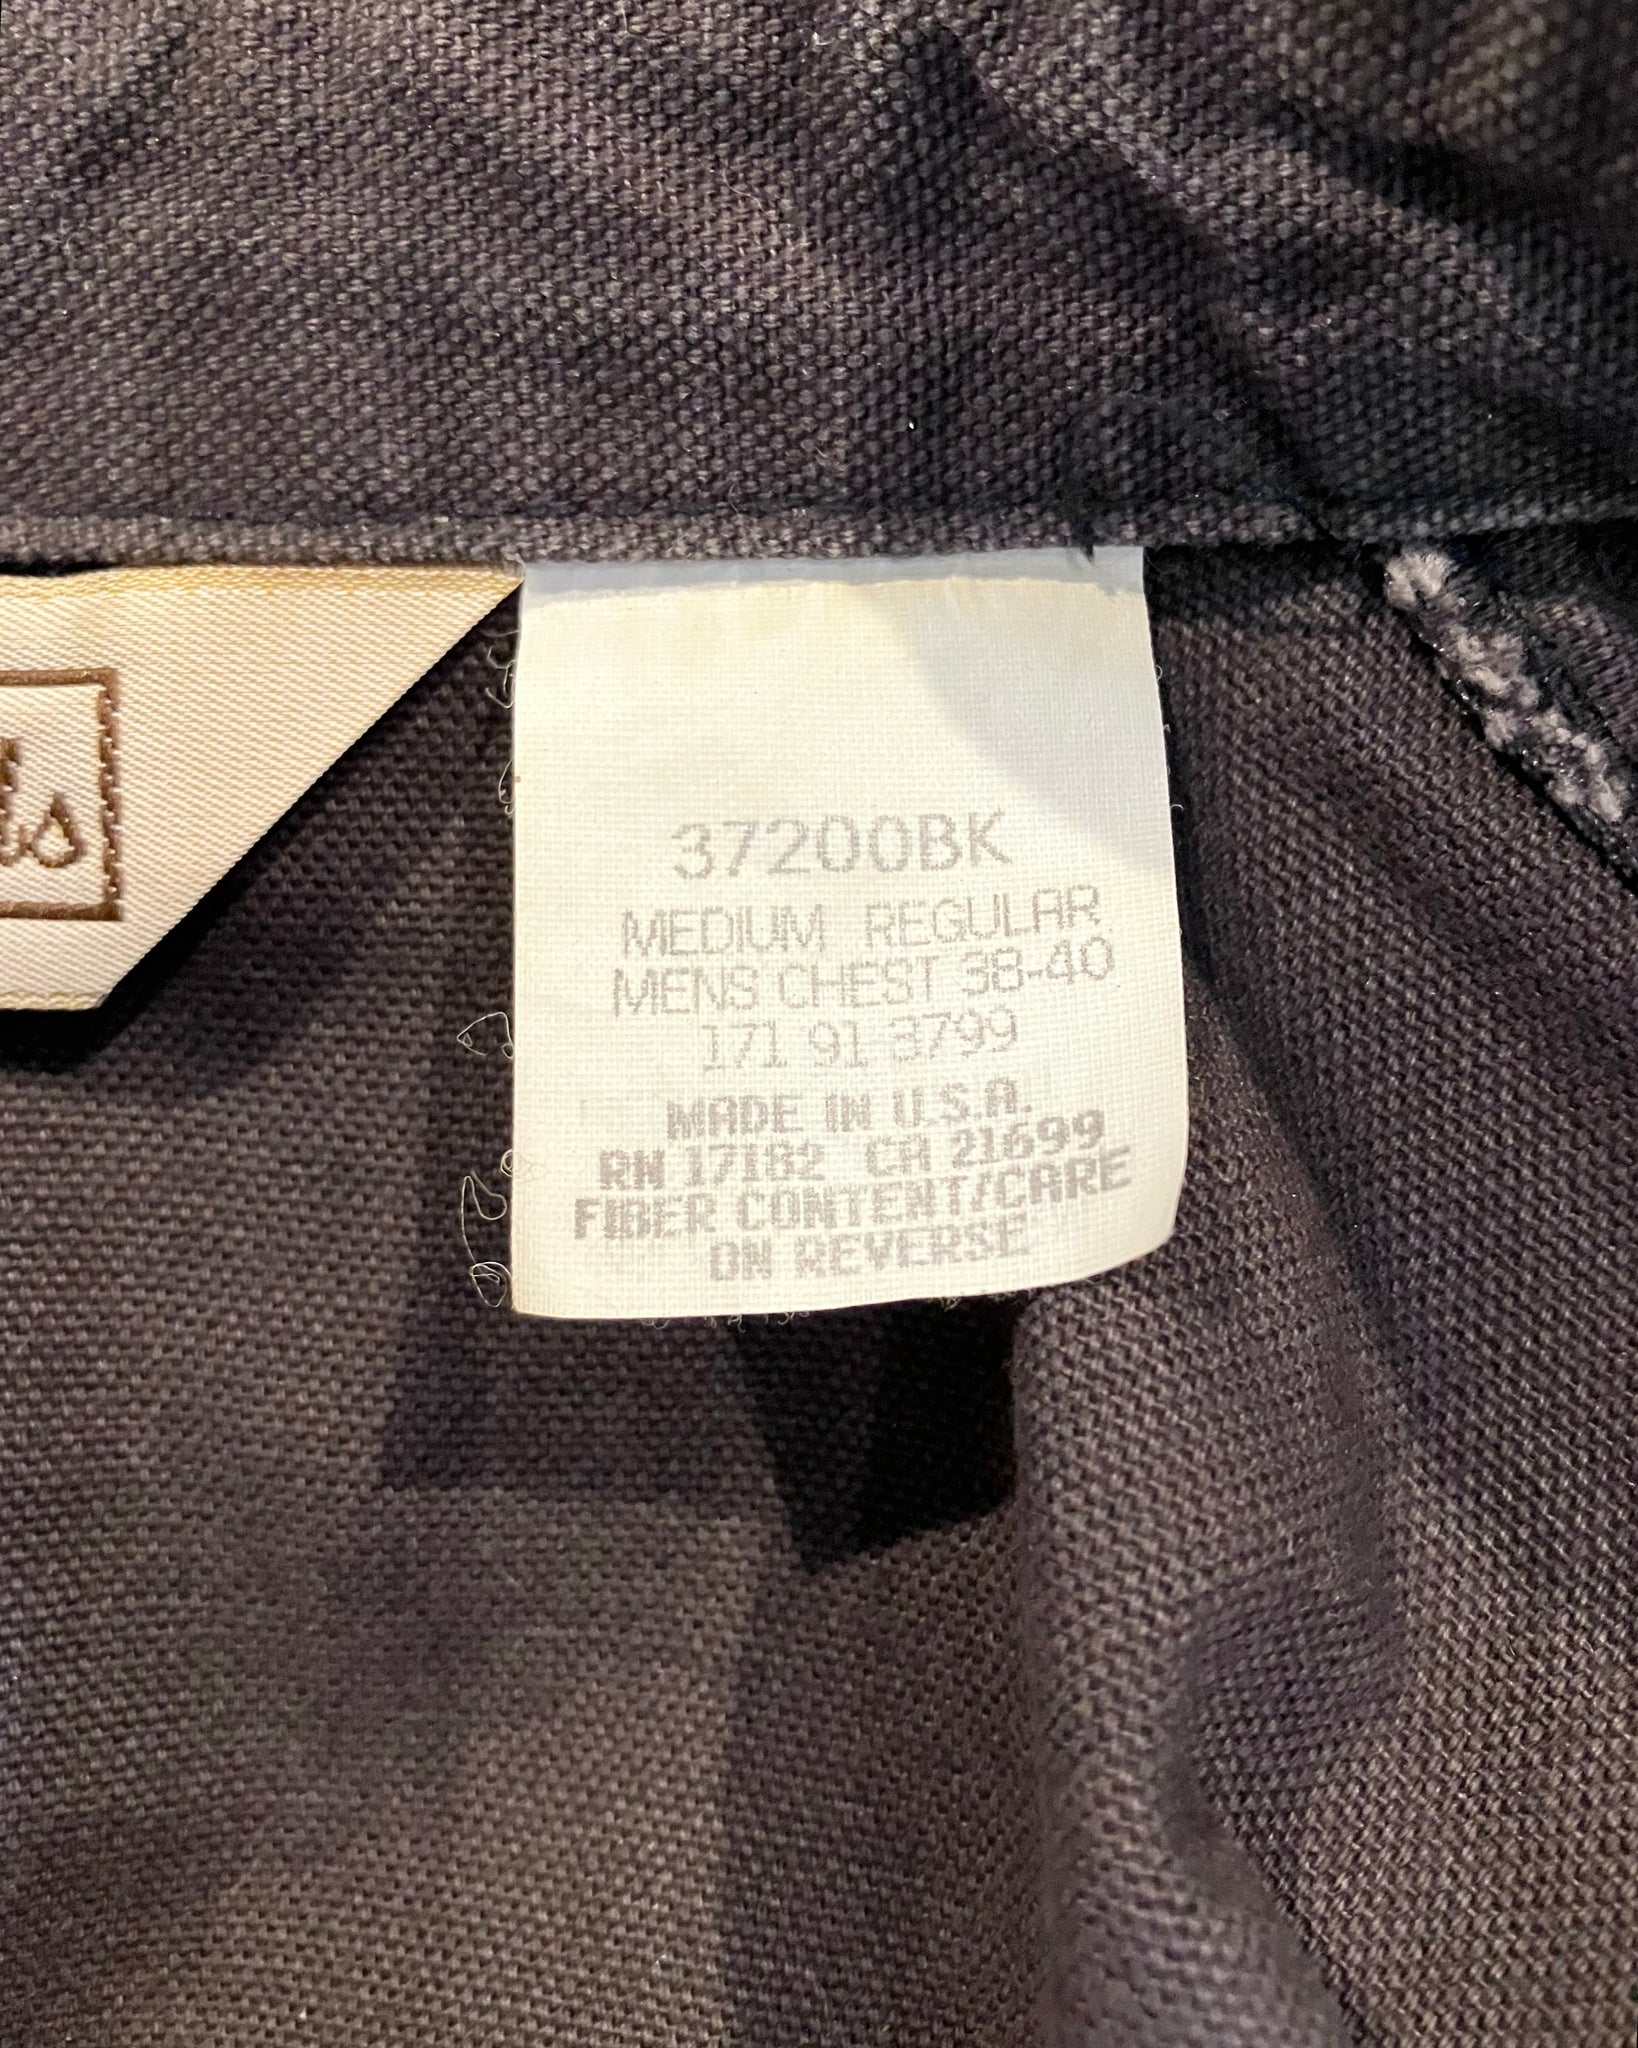 37200BK
MEDIUM REGULAR
MENS CHEST 38-40
171 91 3799
MADE IN U.S.A.
RN 17182 CA 21699
FIBER CONTENT/CARE
ON REVERSE